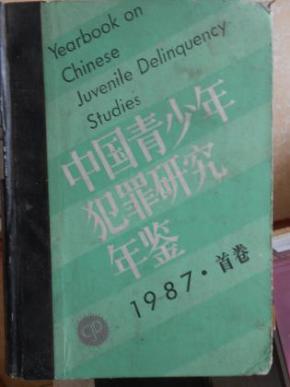 Yearbook on
Chinese
Juvenile Delinquency
Studies
中国青少年
犯罪研究
年鉴
1987·首卷